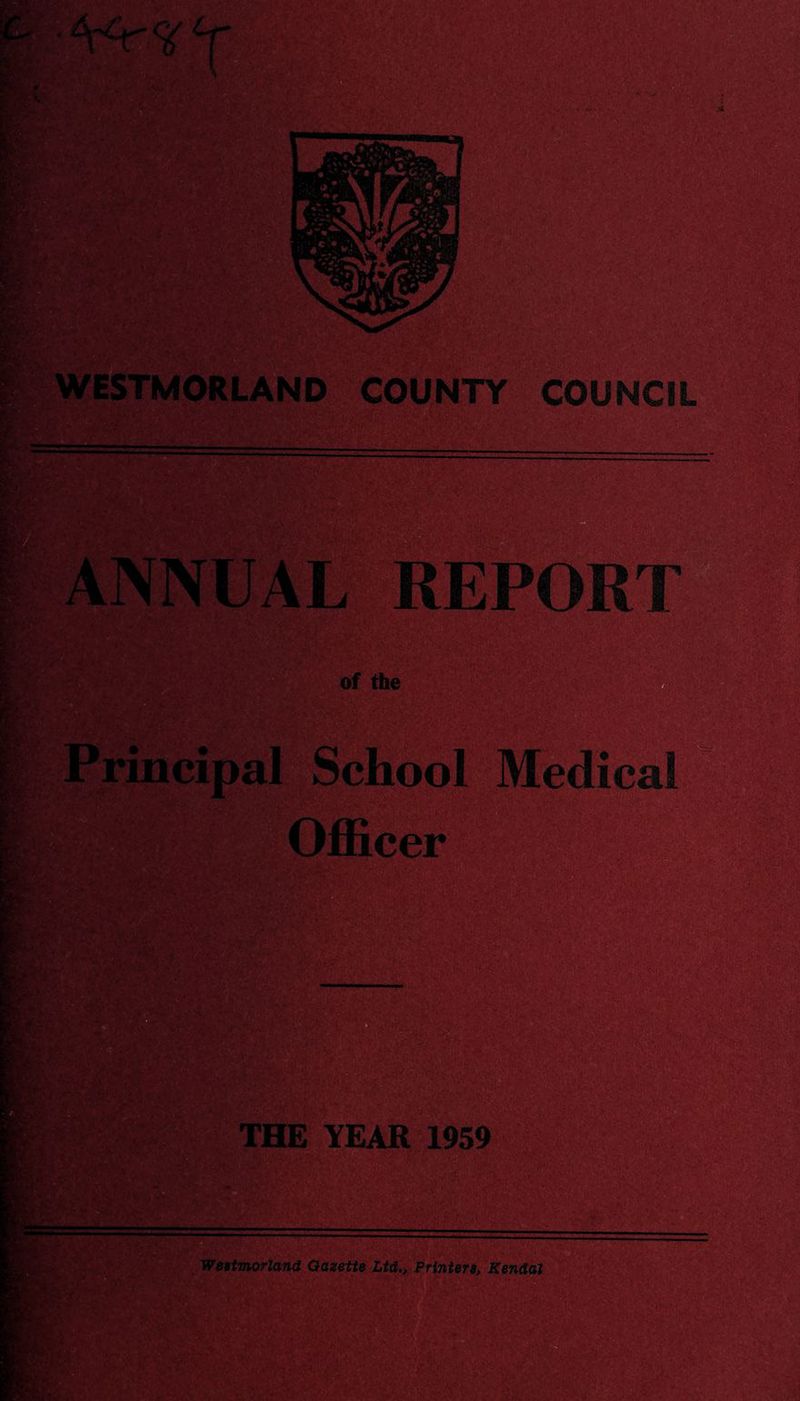 WESTMORLAND COUNTY COUNCIL
ANNUAL REPORT
of the
Principal School Medical
Officer
THE YEAR 1959
Westmorland Gazette Ltd., Printers, Kendal